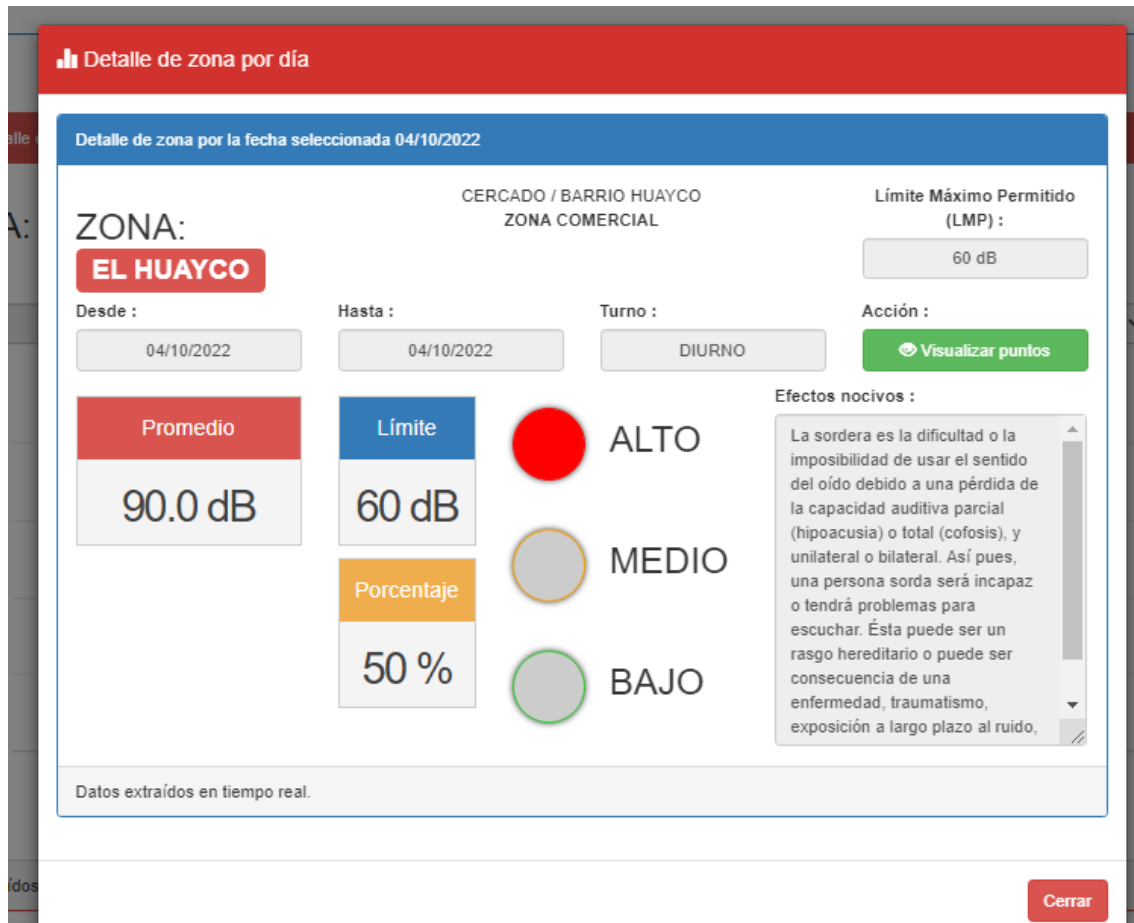 Detalle de zona por día
Detalle de zona por la fecha seleccionada 04/10/2022
ZONA:
EL HUAYCO
CERCADO / BARRIO HUAYCO
ZONA COMERCIAL
Límite Máximo Permitido
(LMP) :
60 dB
Desde :
04/10/2022
Hasta :
04/10/2022
Turno :
DIURNO
Acción :
Visualizar puntos
Promedio
90.0 dB
Límite
60 dB
Porcentaje
50 %
ALTO
MEDIO
BAJO
Efectos nocivos :
La sordera es la dificultad o la
imposibilidad de usar el sentido
del oído debido a una pérdida de
la capacidad auditiva parcial
(hipoacusia) o total (cofosis), y
unilateral o bilateral. Así pues,
una persona sorda será incapaz
o tendrá problemas para
escuchar. Ésta puede ser un
rasgo hereditario o puede ser
consecuencia de una
enfermedad, traumatismo,
exposición a largo plazo al ruido,
Datos extraídos en tiempo real.
Cerrar